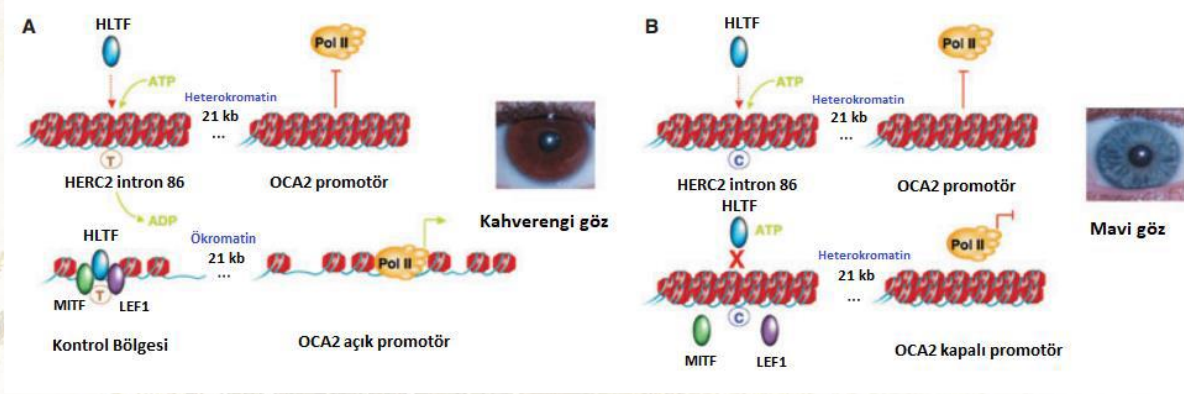 A
HLTF
Pol II
ATP
Heterokromatin
21 kb
...
T
HERC2 intron 86
OCA2 promotör
ADP
HLTF
Ökromatin
21 kb
...
Pol II
T
MITF
LEF1
Kontrol Bölgesi
OCA2 açık promotör
Kahverengi göz
B
HLTF
Pol II
ATP
Heterokromatin
21 kb
...
C
HERC2 intron 86
OCA2 promotör
HLTF
ATP
X
Pol II
Heterokromatin
21 kb
...
C
MITF
LEF1
OCA2 kapalı promotör
Mavi göz